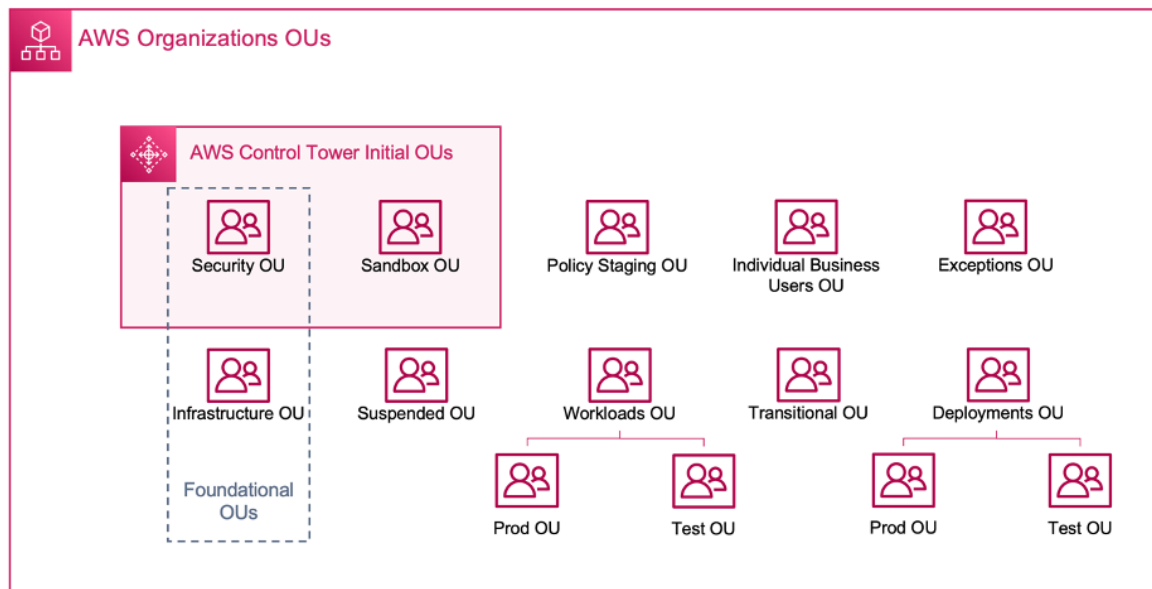 AWS Organizations OUs
AWS Control Tower Initial OUs
Security OU
Sandbox OU
Policy Staging OU
Individual Business
Users OU
Exceptions OU
Infrastructure OU
Suspended OU
Workloads OU
Transitional OU
Deployments OU
Foundational
OUs
Prod OU
Test OU
Prod OU
Test OU